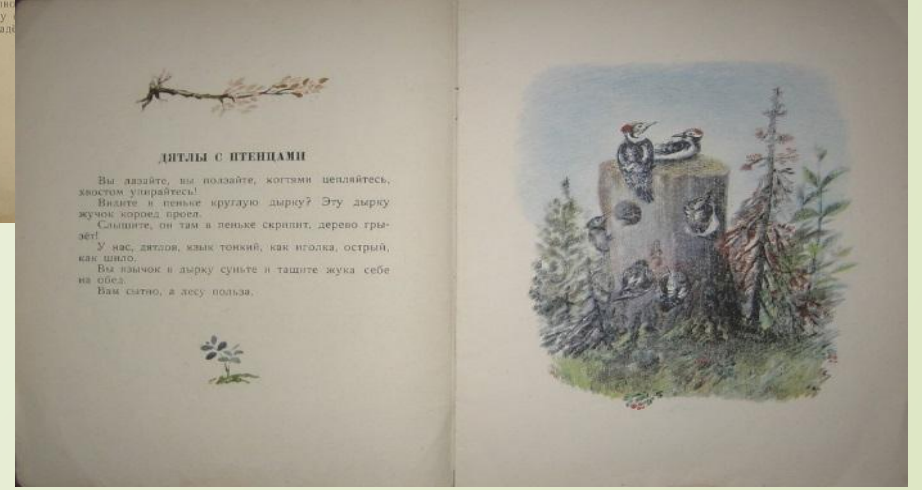 ДЯТЛЫ С ПТЕНЦАМИ
Вы лазайте, вы ползайте, когтями цепляйтесь,
хвостом упирайтесь!
Видите в пеньке круглую дырку? Эту дырку
жучок короед проел.
Слышите, он там в пеньке скрипит, дерево гры-
зёт!
У нас, дятлов, язык тонкий, как иголка, острый,
как шило.
Вы язычок в дырку суньте и тащите жука себе
на обед.
Вам сытно, а лесу польза.